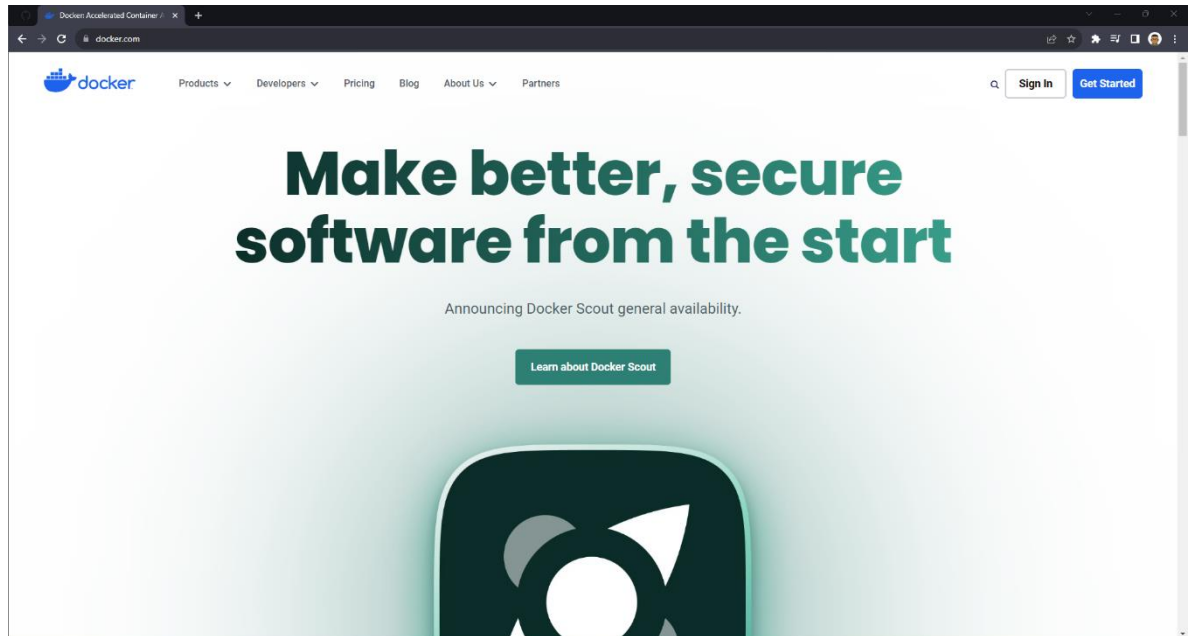 Docker: Accelerated Container A
docker.com
docker
Products
Developers
Pricing
Blog
About Us
Partners
Sign In
Get Started
Make better, secure
software from the start
Announcing Docker Scout general availability.
Learn about Docker Scout